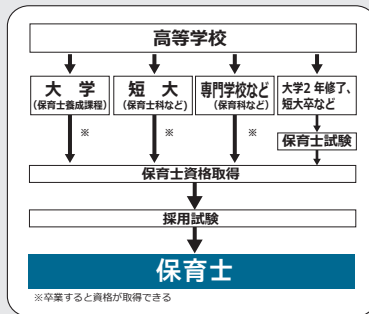 高等学校
大学
(保育士養成課程)
短大
(保育士科など)
専門学校など
(保育科など)
大学2年修了、
短大卒など
※
※
※
保育士試験
保育士資格取得
採用試験
保育士
※卒業すると資格が取得できる